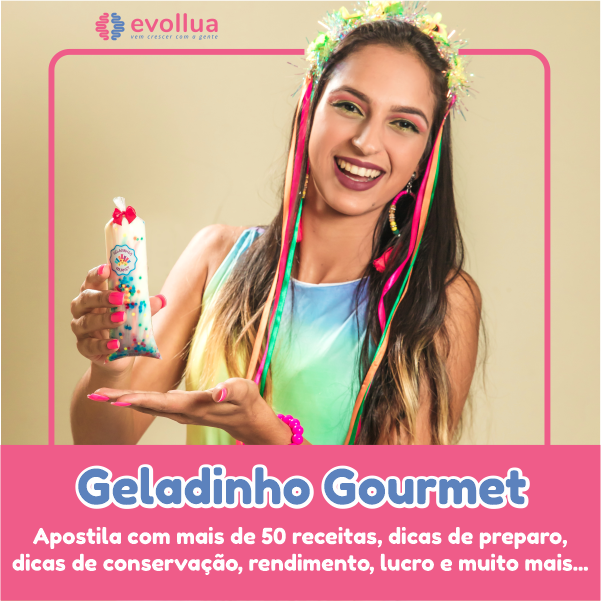 evollua
vem crescer com a gente
Geladinho Gourmet
Apostila com mais de 50 receitas, dicas de preparo,
dicas de conservação, rendimento, lucro e muito mais...